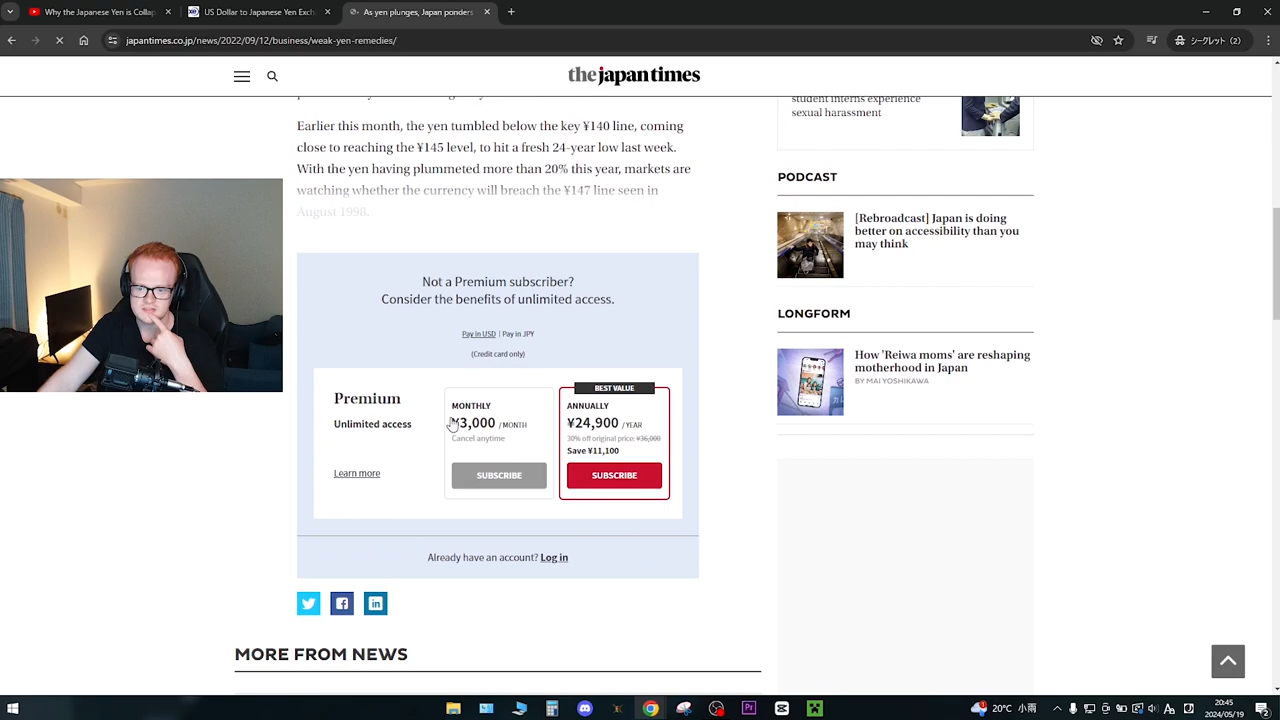 Why the Japanese Yen is Collap
US Dollar to Japanese Yen Exc
As yen plunges, Japan ponders
japantimes.co.jp/news/2022/09/12/business/weak-yen-remedies/
シークレット (2)
the japan times
student interns experience
sexual harassment
Earlier this month, the yen tumbled below the key ¥140 line, coming
close to reaching the ¥145 level, to hit a fresh 24-year low last week.
With the yen having plummeted more than 20% this year, markets are
watching whether the currency will breach the ¥147 line seen in
August 1998.
PODCAST
[Rebroadcast] Japan is doing
better on accessibility than you
may think
LONGFORM
How 'Reiwa moms' are reshaping
motherhood in Japan
BY MAI YOSHIKAWA
Not a Premium subscriber?
Consider the benefits of unlimited access.
Pay in USD | Pay in JPY
(Credit card only)
Premium
Unlimited access
Learn more
MONTHLY
¥3,000 / MONTH
Cancel anytime
SUBSCRIBE
BEST VALUE
ANNUALLY
¥24,900 / YEAR
30% off original price: ¥36,000
Save ¥11,100
SUBSCRIBE
Already have an account? Log in
MORE FROM NEWS
20°C 小雨
20:45
2024/05/19